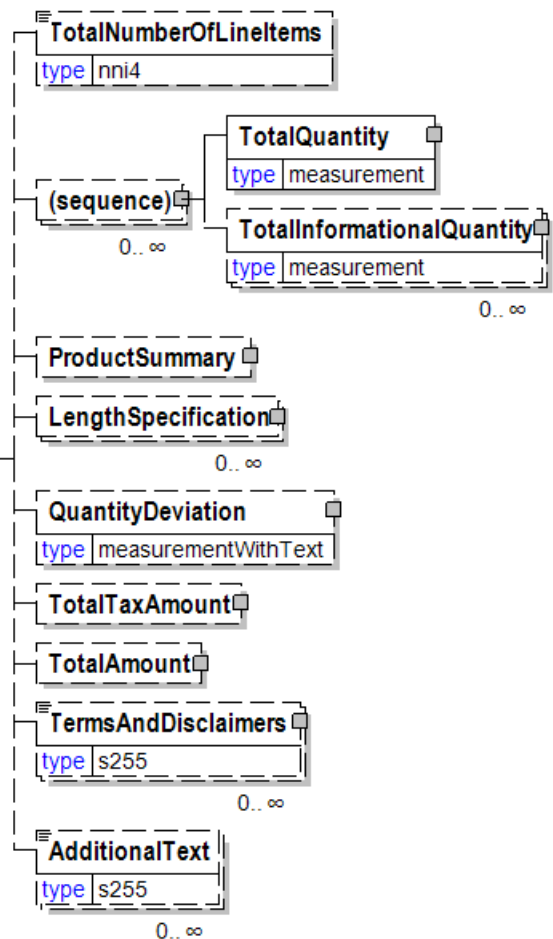 TotalNumberOfLineItems
type nni4
TotalQuantity
type measurement
(sequence)
0.. ∞
TotalInformationalQuantity
type measurement
0.. ∞
ProductSummary
LengthSpecification
0.. ∞
QuantityDeviation
type measurementWithText
TotalTaxAmount
TotalAmount
TermsAndDisclaimers
type s255
0.. ∞
AdditionalText
type s255
0.. ∞